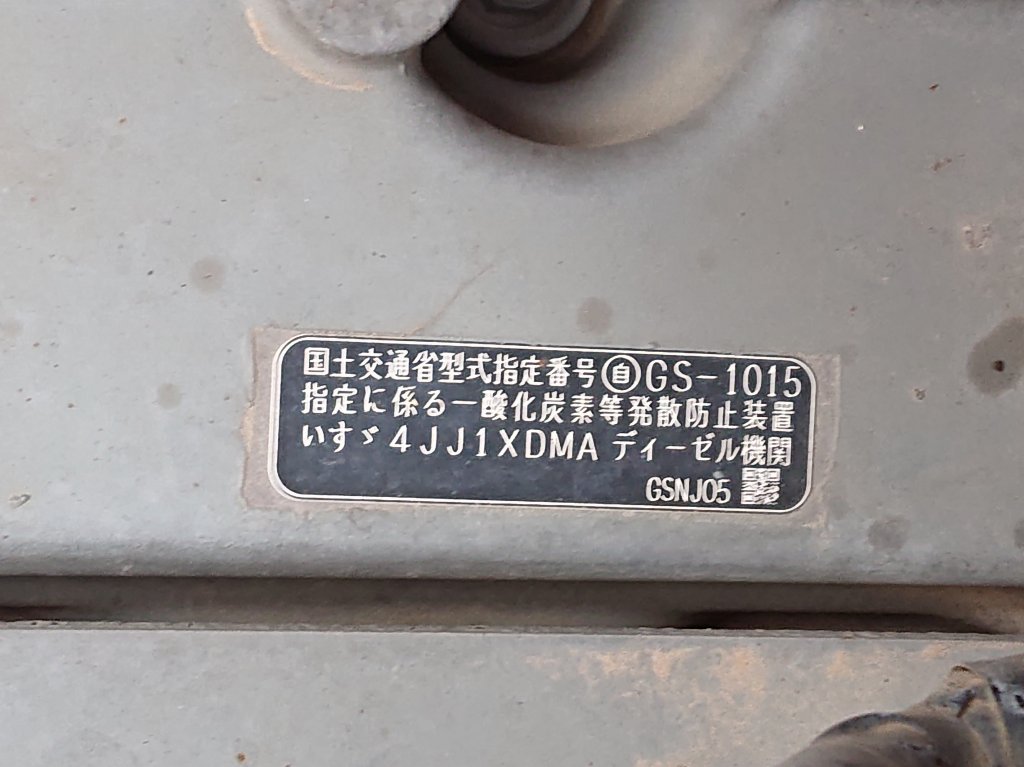 国土交通省型式指定番号㊂GS-1015
指定に係る一酸化炭素等発散防止装置
いすゞ 4JJ1XDMA ディーゼル機関
GSNJ05